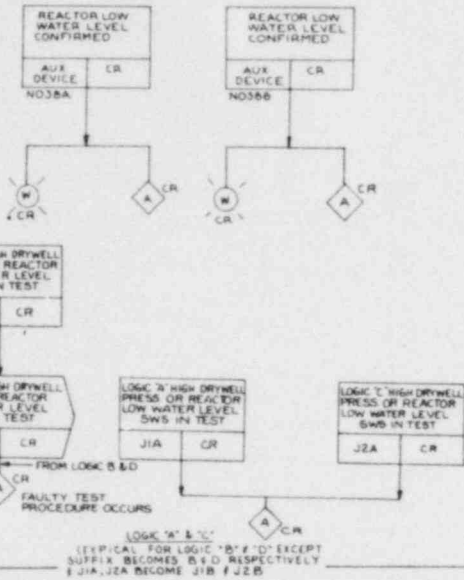 REACTOR LOW
WATER LEVEL
CONFIRMED
AUX
DEVICE
CR
N038A
W
CR
A
CR
REACTOR LOW
WATER LEVEL
CONFIRMED
AUX
DEVICE
CR
N038B
W
CR
A
CR
DRYWELL
REACTOR
LEVEL
TEST
CR
DRYWELL
REACTOR
LEVEL
TEST
CR
FROM LOGIC B & D
CR
FAULTY TEST
PROCEDURE OCCURS
LOGIC "A" HIGH DRYWELL
PRESS OR REACTOR
LOW WATER LEVEL
SWS IN TEST
J1A
CR
LOGIC "C" HIGH DRYWELL
PRESS OR REACTOR
LOW WATER LEVEL
SWS IN TEST
J2A
CR
A
CR
LOGIC "A" & "C"
(TYPICAL FOR LOGIC "B" & "D" EXCEPT
SUFFIX BECOMES B & D RESPECTIVELY
& J1A, J2A BECOME J1B & J2B